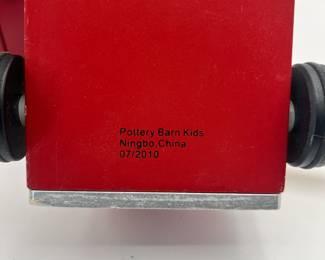 Pottery Barn Kids
Ningbo,China
07/2010